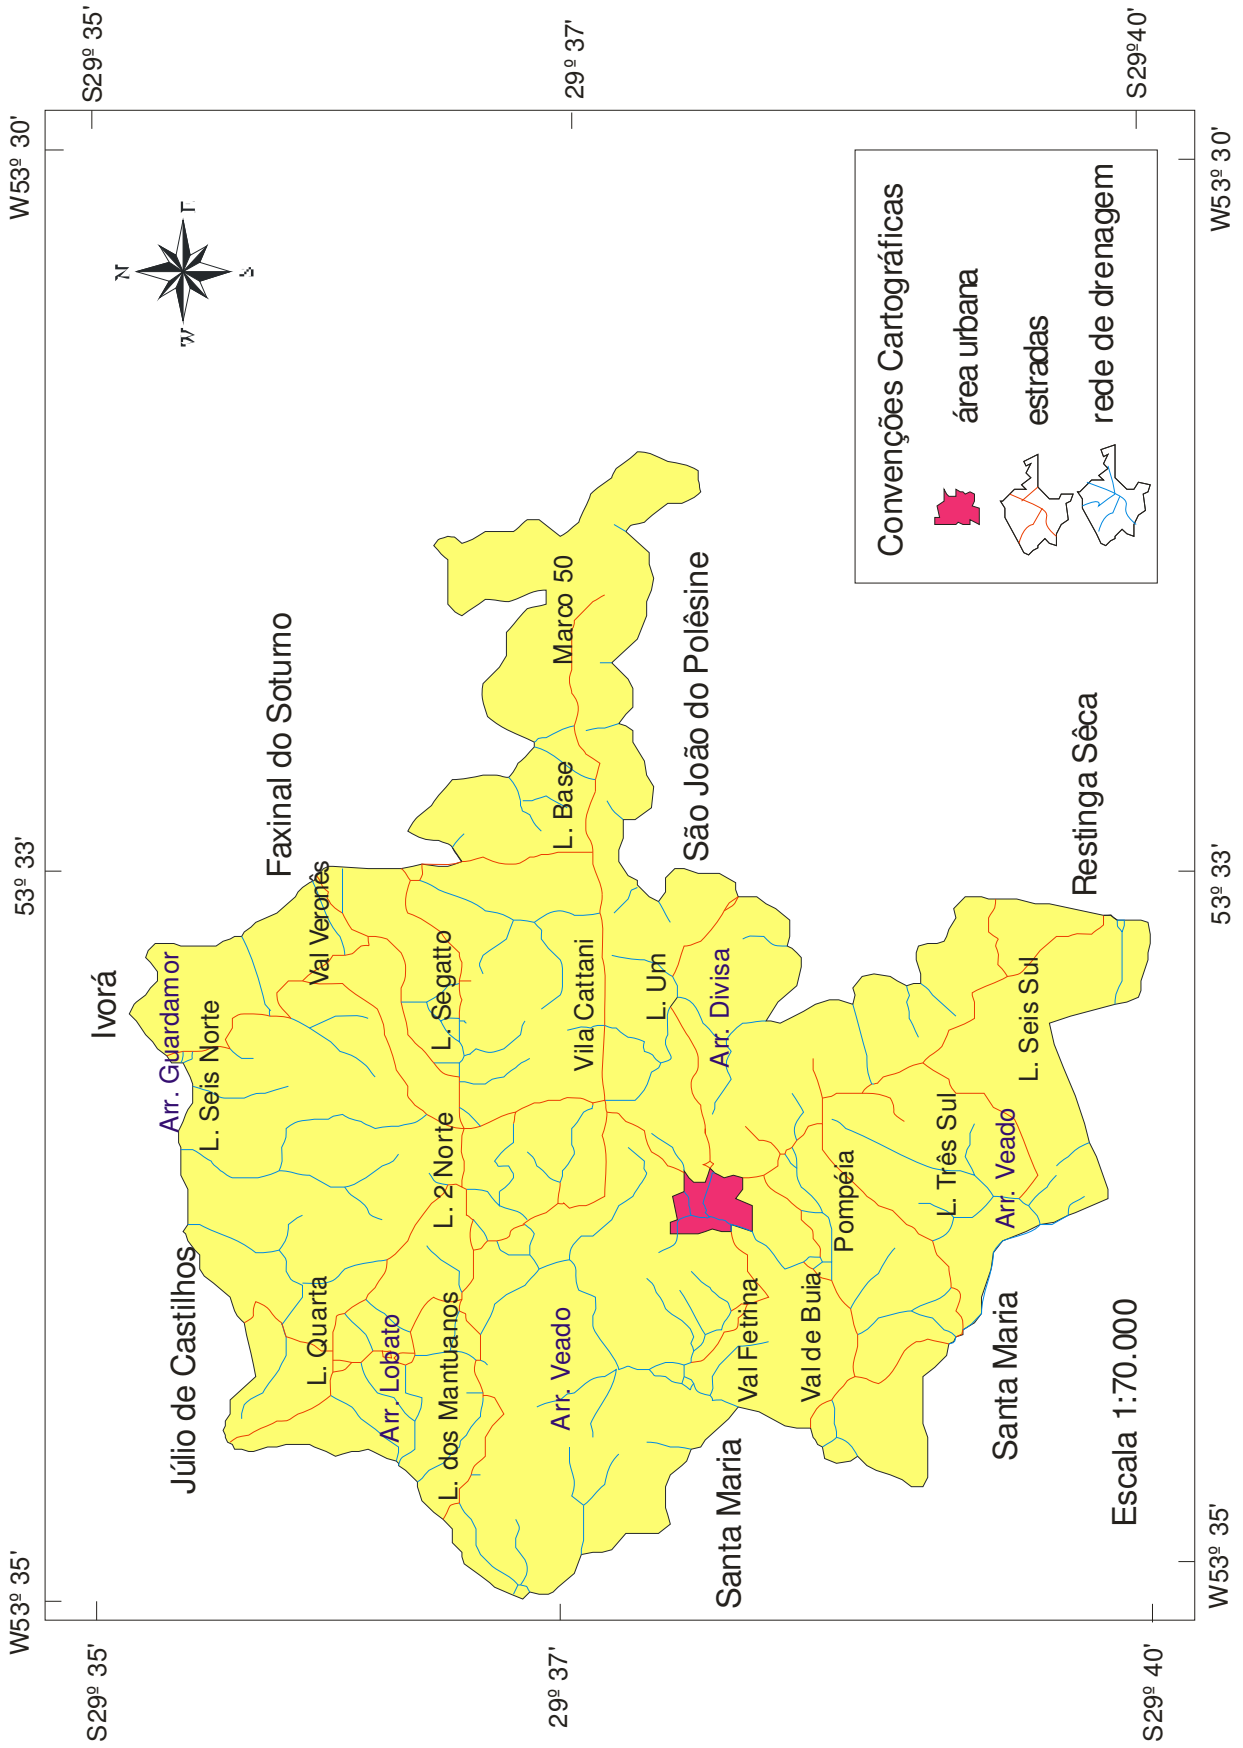 W53º 35'
53º 33'
W53º 30'
S29º 35'
S29º 35'
N
W
E
S
Ivorá
Arr. Guardamor
L. Seis Norte
Júlio de Castilhos
Faxinal do Soturno
Val Veronês
L. Quarta
Arr. Lobato
L. dos Mantuanos
L. 2 Norte
L. Segatto
29º 37'
29º 37'
Arr. Veado
Vila Cattani
L. Base
Marco 50
L. Um
São João do Polêsine
Arr. Divisa
Santa Maria
Val Fetrina
Val de Buia
Pompéia
L. Três Sul
Arr. Veado
L. Seis Sul
Restinga Sêca
Santa Maria
Escala 1:70.000
Convenções Cartográficas
área urbana
estradas
rede de drenagem
S29º 40'
S29º40'
W53º 35'
53º 33'
W53º 30'